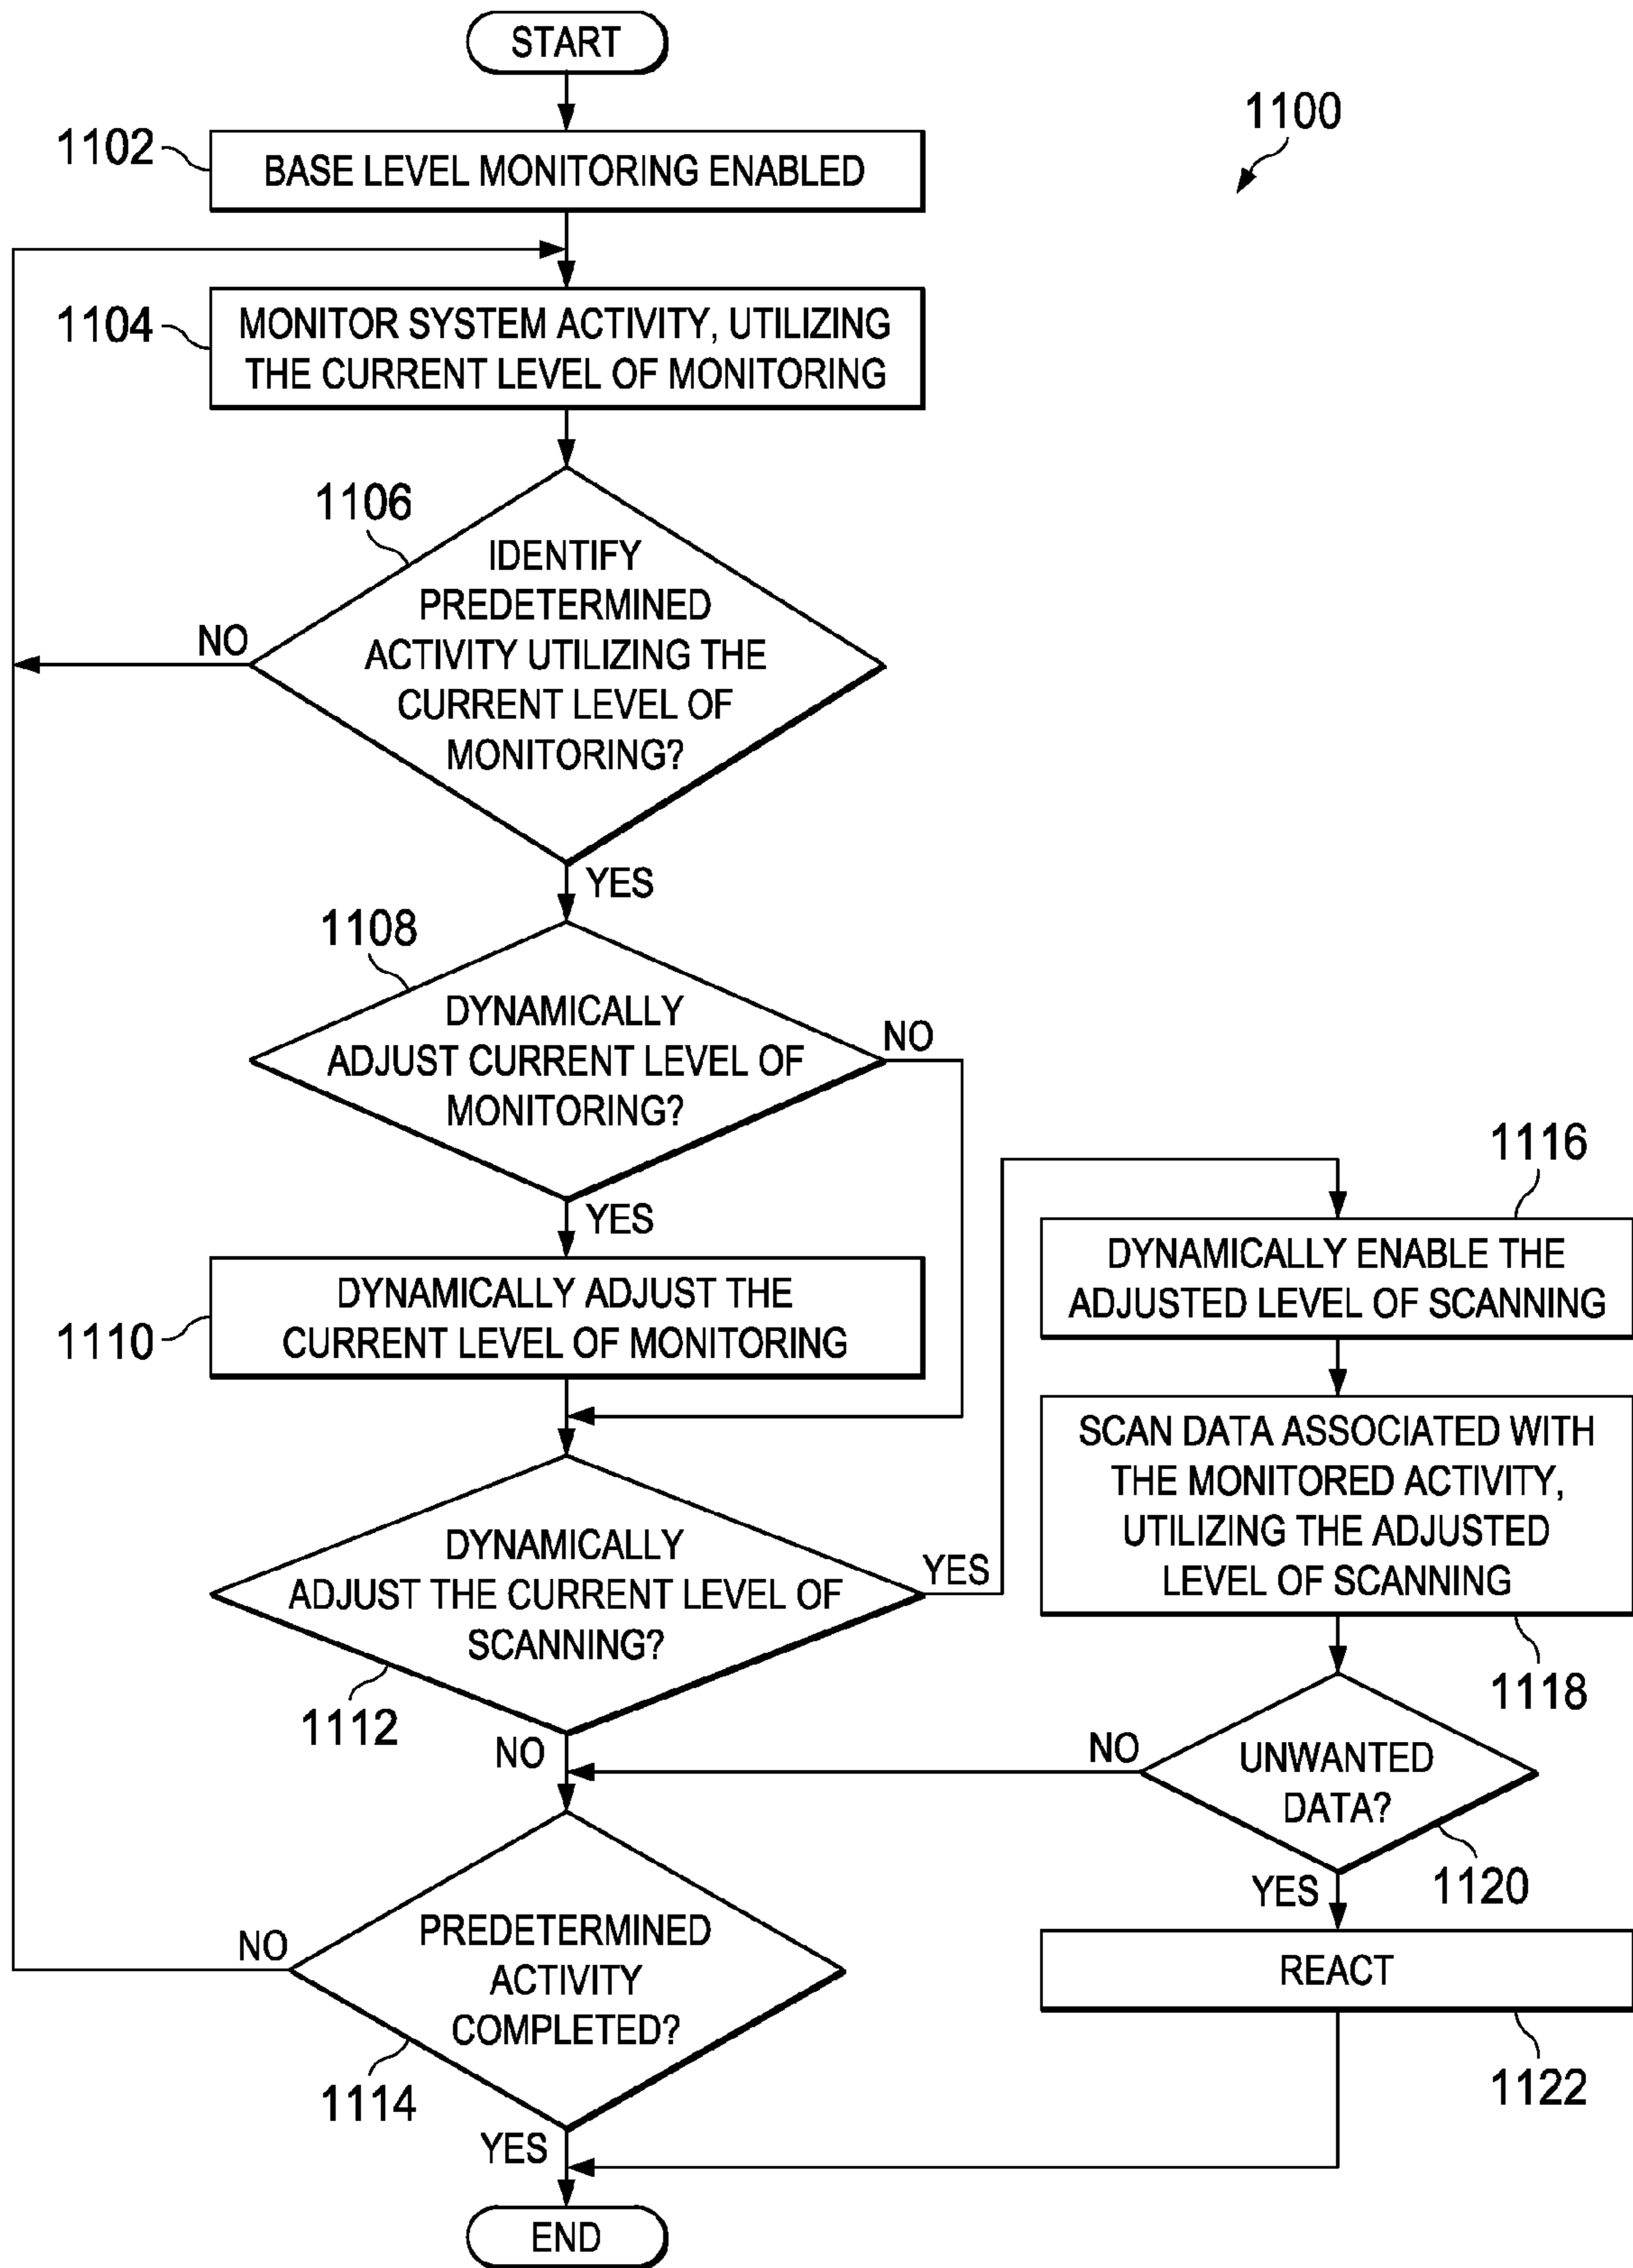 START
1100
1102
BASE LEVEL MONITORING ENABLED
1104
MONITOR SYSTEM ACTIVITY, UTILIZING
THE CURRENT LEVEL OF MONITORING
1106
IDENTIFY
PREDETERMINED
ACTIVITY UTILIZING THE
CURRENT LEVEL OF
MONITORING?
NO
YES
1108
DYNAMICALLY
ADJUST CURRENT LEVEL OF
MONITORING?
NO
YES
1110
DYNAMICALLY ADJUST THE
CURRENT LEVEL OF MONITORING
DYNAMICALLY
ADJUST THE CURRENT LEVEL OF
SCANNING?
YES
1112
NO
1116
DYNAMICALLY ENABLE THE
ADJUSTED LEVEL OF SCANNING
SCAN DATA ASSOCIATED WITH
THE MONITORED ACTIVITY,
UTILIZING THE ADJUSTED
LEVEL OF SCANNING
1118
NO
UNWANTED
DATA?
1120
YES
REACT
1122
NO
PREDETERMINED
ACTIVITY
COMPLETED?
1114
YES
END